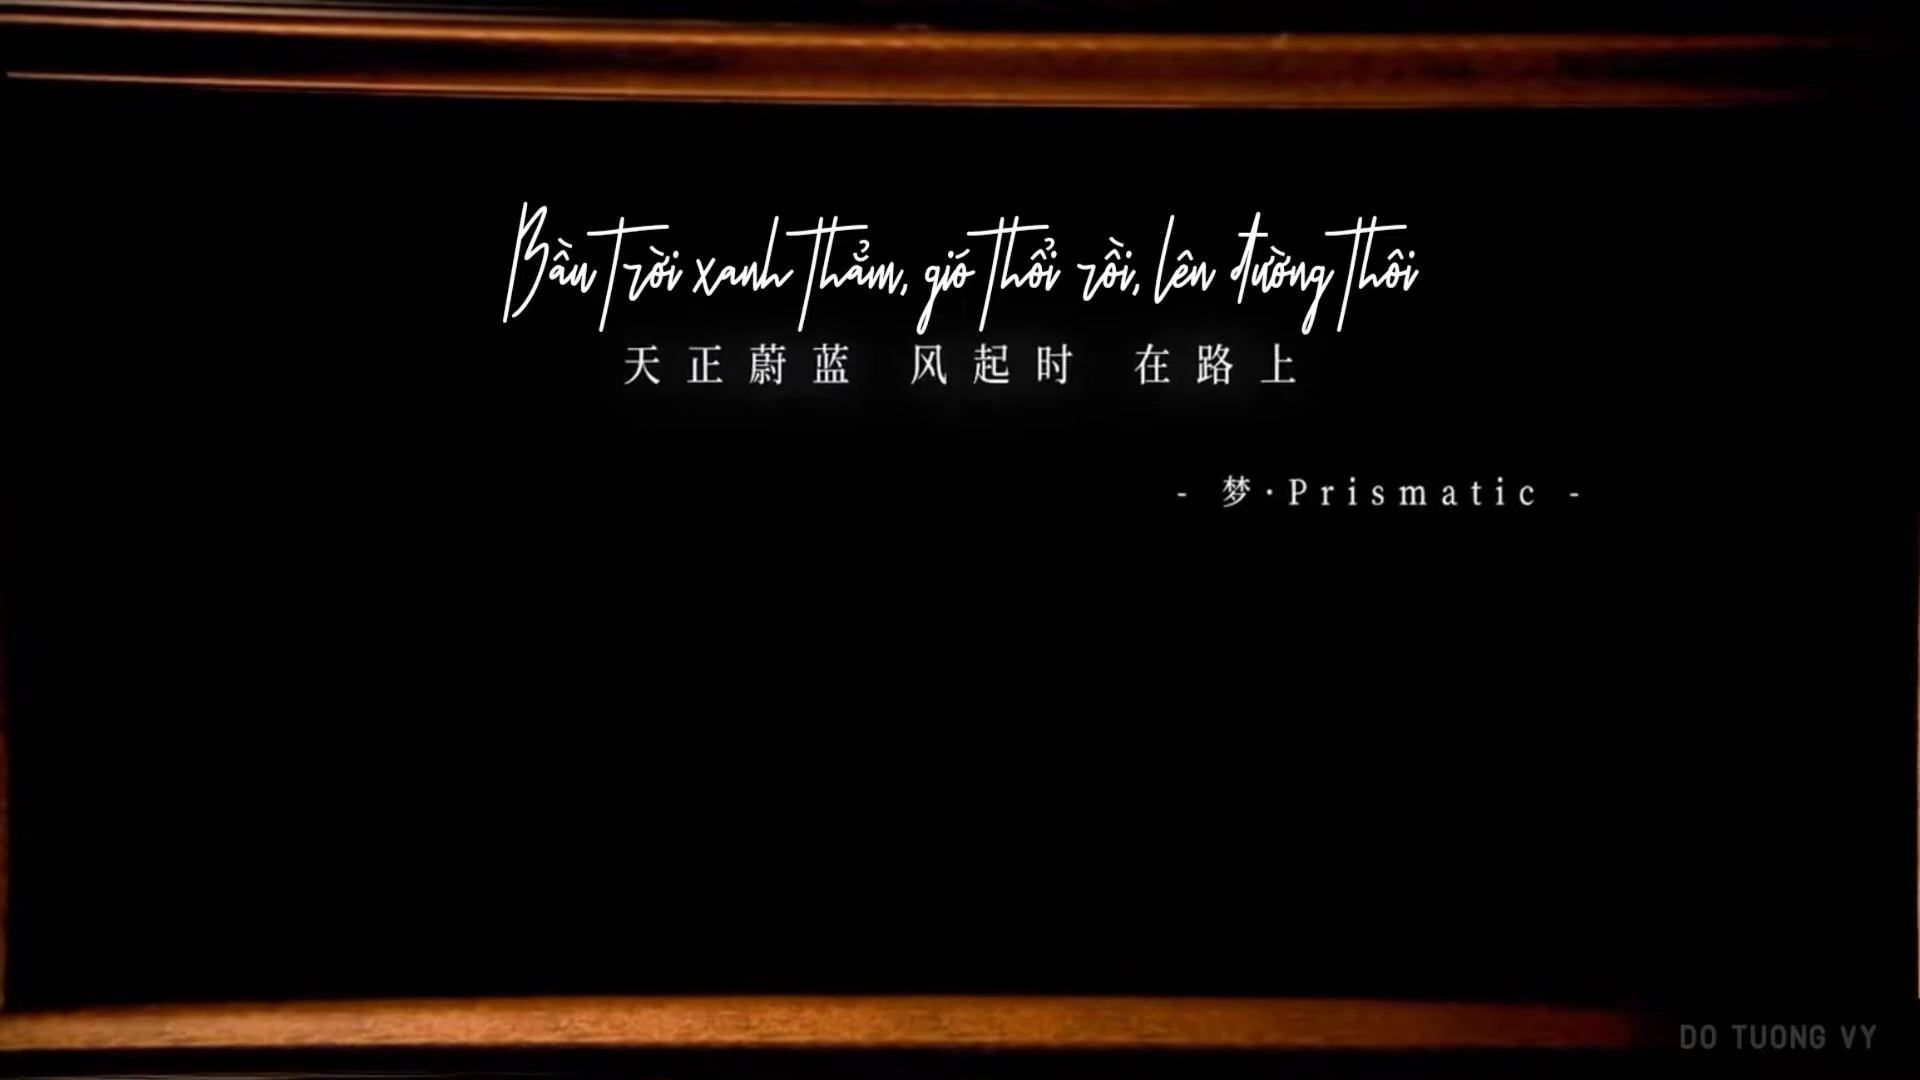 Bầu trời xanh thẳm, gió thổi rồi, lên đường thôi
天正蔚蓝 风起时 在路上
- 梦·Prismatic -
DO TUONG VY